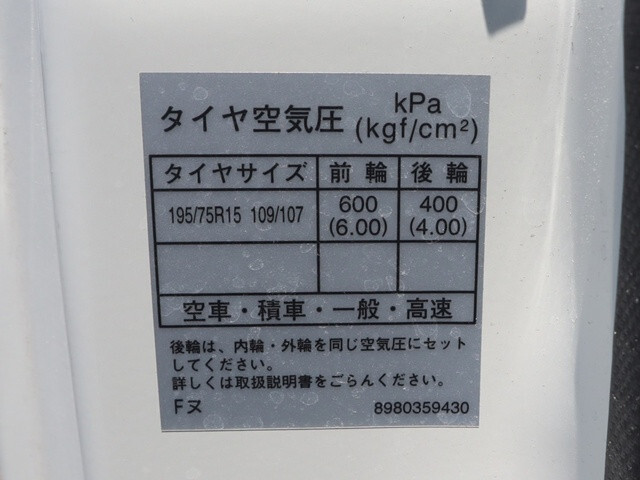 タイヤ空気圧 kPa (kgf/cm²)
タイヤサイズ 前輪 後輪
195/75R15 109/107 600 (6.00) 400 (4.00)
空車・積車・一般・高速
後輪は、内輪・外輪を同じ空気圧にセット
してください。
詳しくは取扱説明書をごらんください。
Fヌ 8980359430